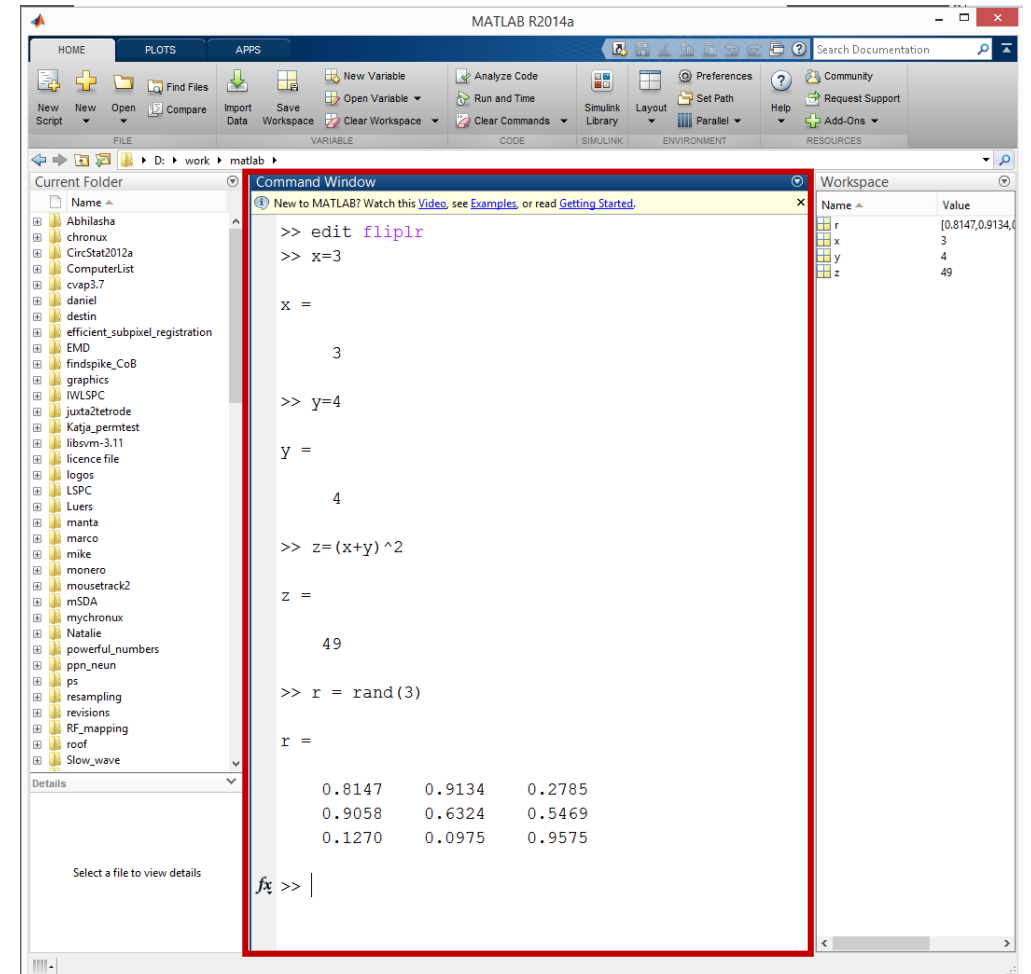 MATLAB R2014a
HOME PLOTS APPS Search Documentation
New Script
New
Open
Find Files
Compare
FILE
Import Data
Save Workspace
New Variable
Open Variable
Clear Workspace
VARIABLE
Analyze Code
Run and Time
Clear Commands
CODE
Simulink Library
SIMULINK
Layout
Preferences
Set Path
Parallel
ENVIRONMENT
Help
Community
Request Support
Add-Ons
RESOURCES
D: work matlab
Current Folder
Name
Abhilasha
chronux
CircStat2012a
ComputerList
cvap3.7
daniel
destin
efficient_subpixel_registration
EMD
findspike_CoB
graphics
IWLSPC
juxta2tetrode
Katja_permtest
libsvm-3.11
licence file
logos
LSPC
Luers
manta
marco
mike
monero
mousetrack2
mSDA
mychronux
Natalie
powerful_numbers
ppn_neun
ps
resampling
revisions
RF_mapping
roof
Slow_wave
Details
Select a file to view details
Command Window
New to MATLAB? Watch this Video, see Examples, or read Getting Started.
>> edit fliplr
>> x=3
x =
3
>> y=4
y =
4
>> z=(x+y)^2
z =
49
>> r = rand(3)
r =
0.8147 0.9134 0.2785
0.9058 0.6324 0.5469
0.1270 0.0975 0.9575
fx >>
Workspace
Name Value
r [0.8147,0.9134,0
x 3
y 4
z 49